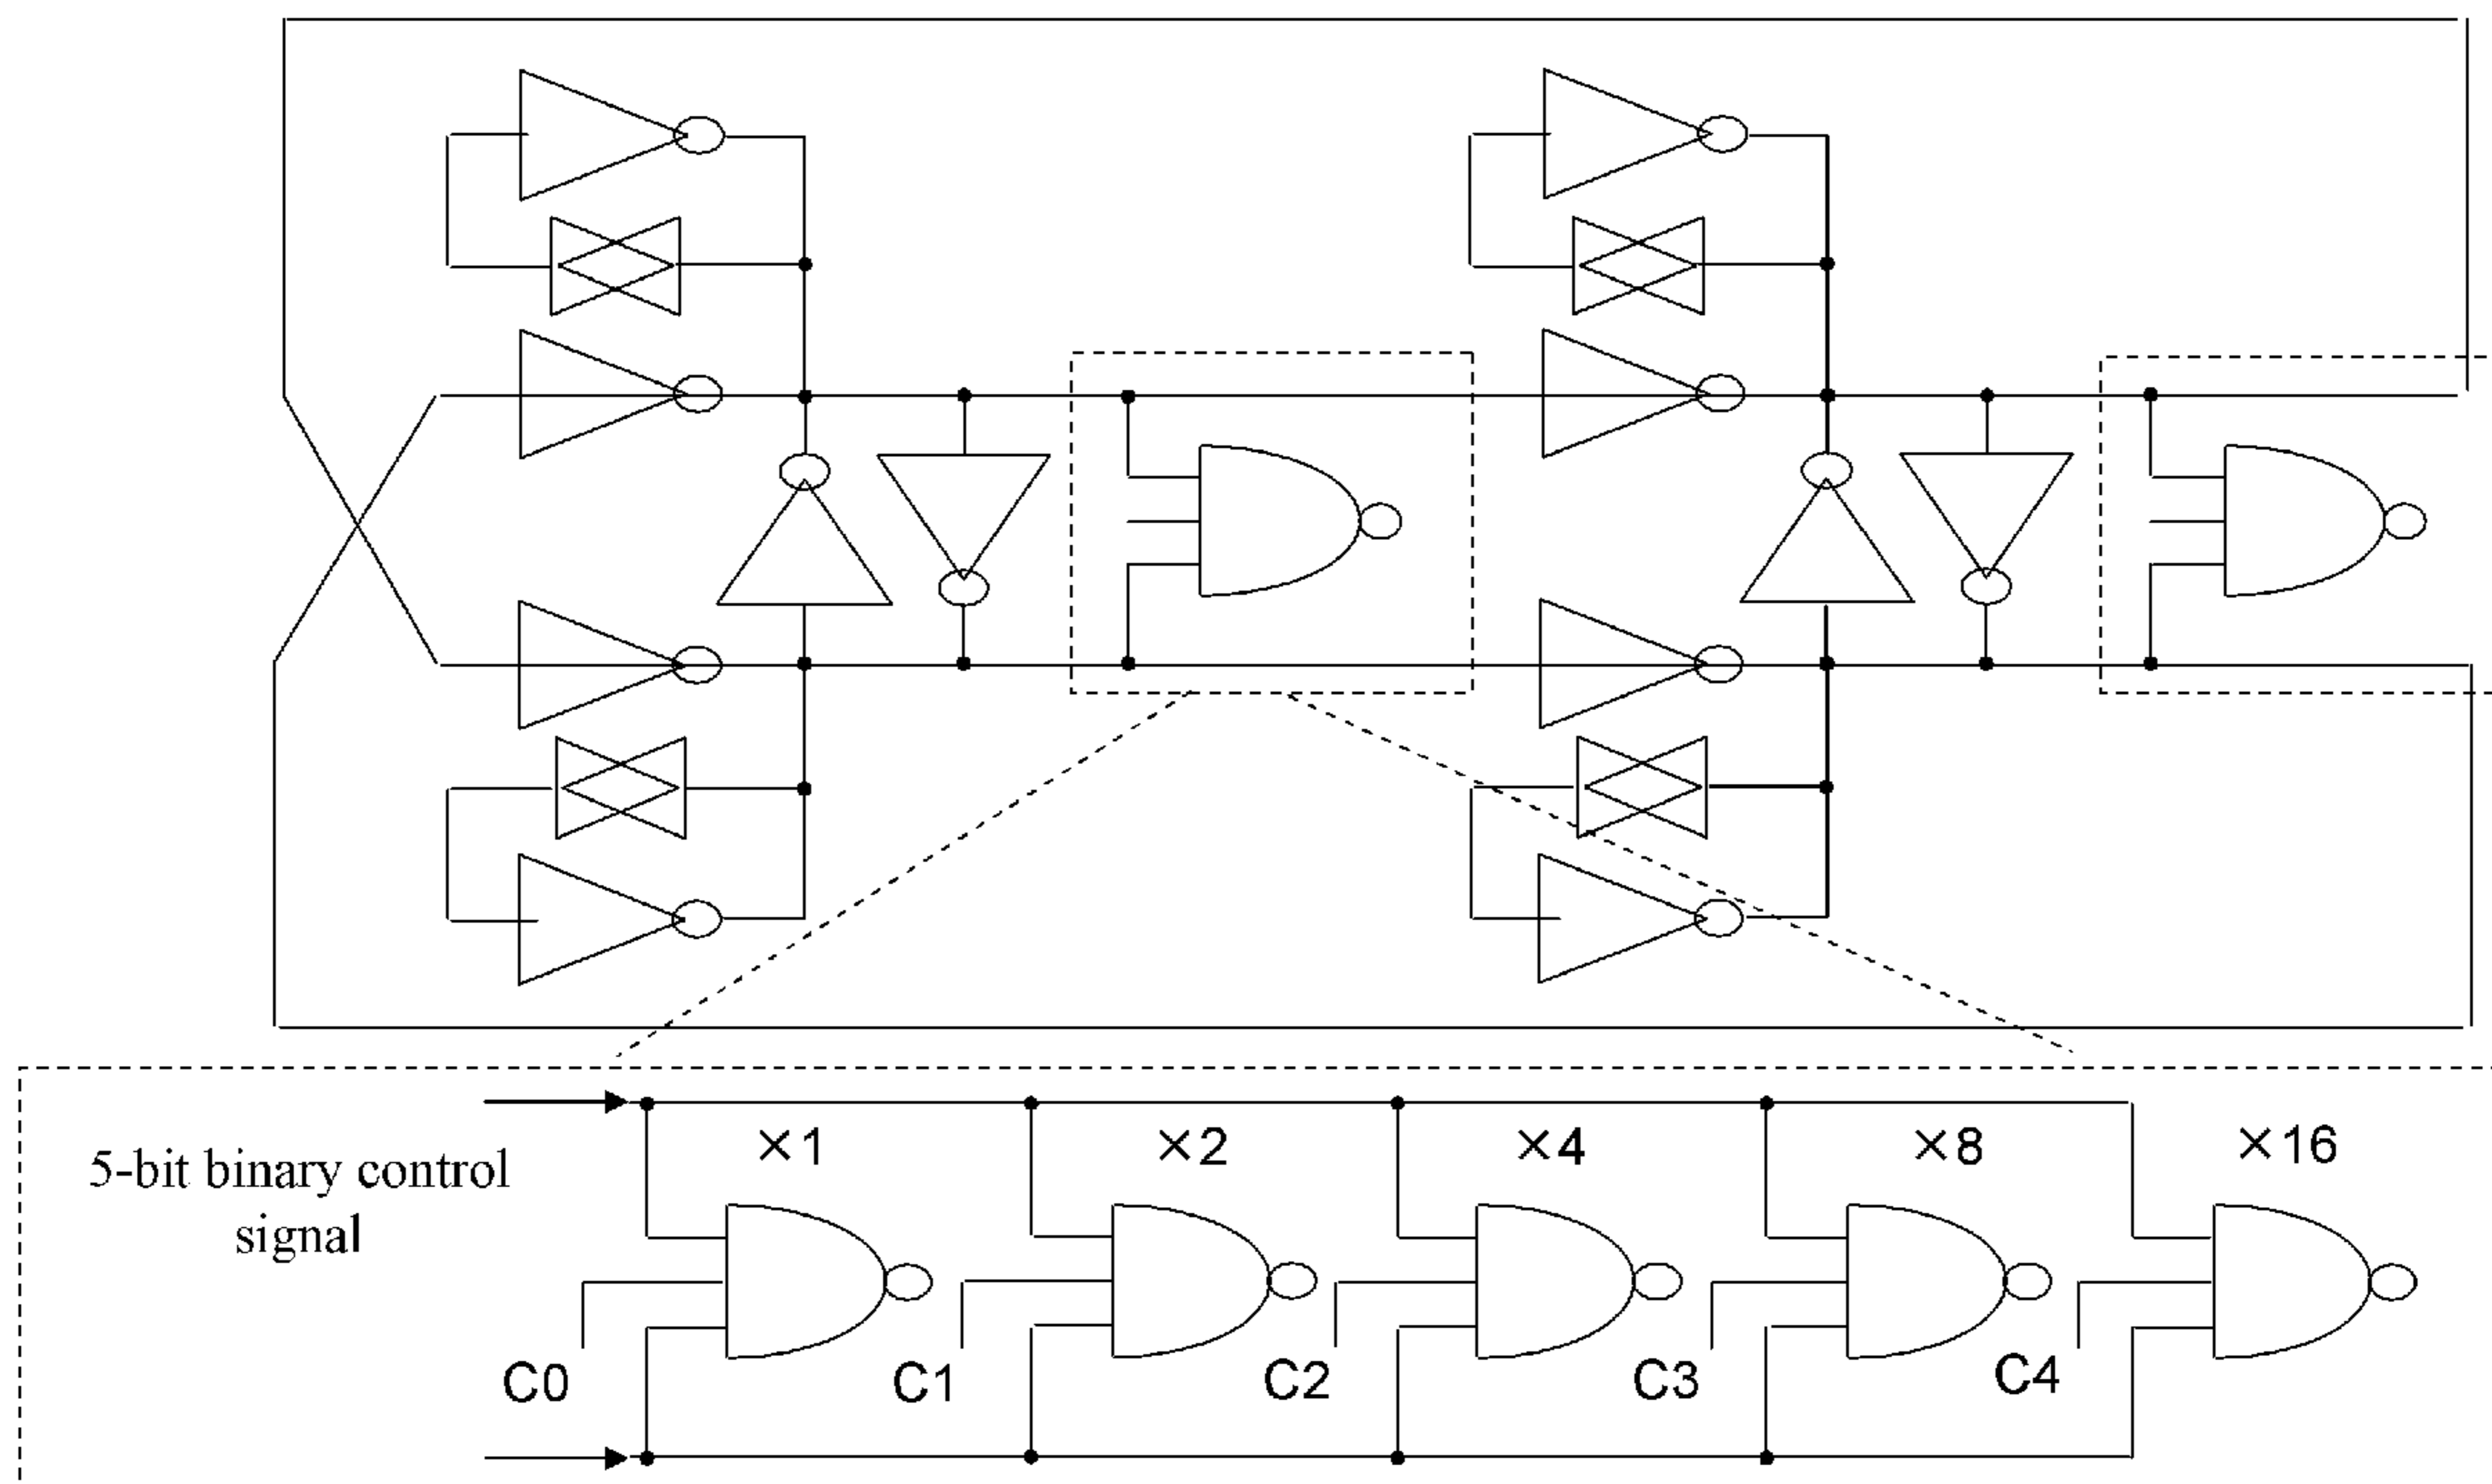 ×1 ×2 ×4 ×8 ×16
5-bit binary control
signal
C0 C1 C2 C3 C4